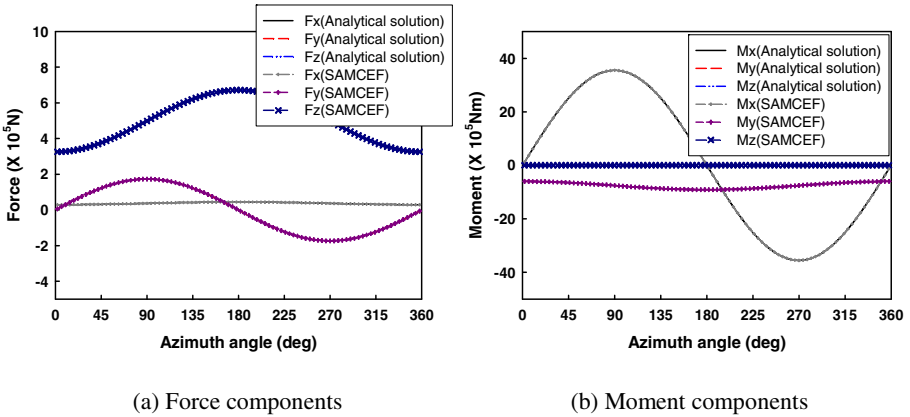 Fx(Analytical solution)
Fy(Analytical solution)
Fz(Analytical solution)
Fx(SAMCEF)
Fy(SAMCEF)
Fz(SAMCEF)
Force (X 10⁵N)
10
8
6
4
2
0
-2
-4
0 45 90 135 180 225 270 315 360
Azimuth angle (deg)
(a) Force components
Mx(Analytical solution)
My(Analytical solution)
Mz(Analytical solution)
Mx(SAMCEF)
My(SAMCEF)
Mz(SAMCEF)
Moment (X 10⁵Nm)
40
20
0
-20
-40
0 45 90 135 180 225 270 315 360
Azimuth angle (deg)
(b) Moment components